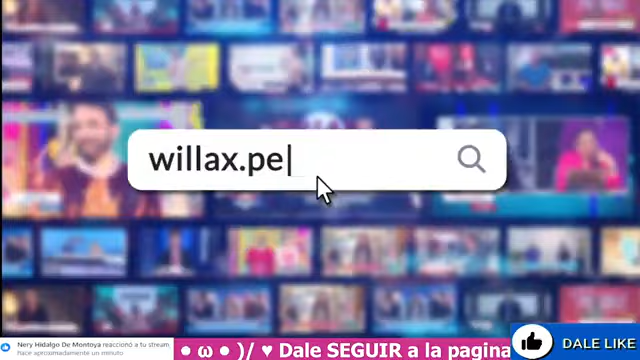 willax.pe
Nery Hidalgo De Montoya reaccionó a tu stream
hace aproximadamente un minuto
• ω • )/ ♥ Dale SEGUIR a la pagina
DALE LIKE